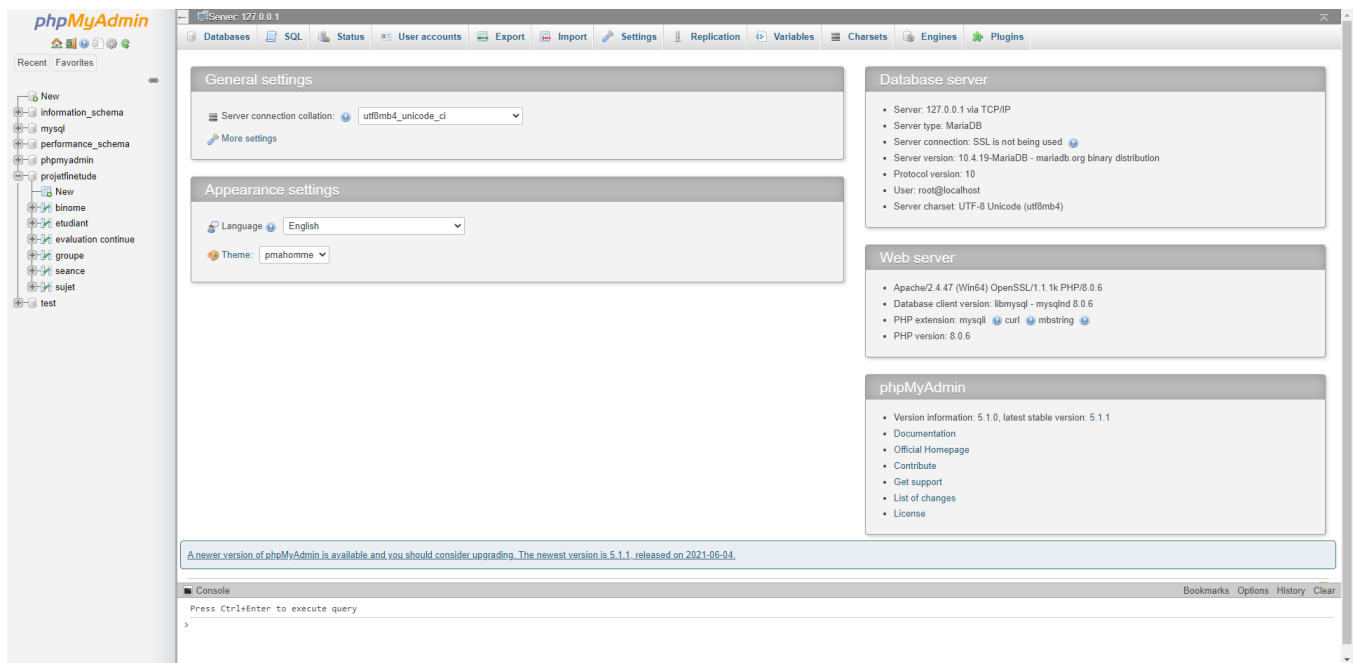 phpMyAdmin
Recent Favorites
New
information_schema
mysql
performance_schema
phpmyadmin
projetfinetude
New
binome
etudiant
evaluation continue
groupe
seance
sujet
test
Server: 127.0.0.1
Databases SQL Status User accounts Export Import Settings Replication Variables Charsets Engines Plugins
General settings
Server connection collation: utf8mb4_unicode_ci
More settings
Appearance settings
Language English
Theme: pmahomme
Database server
Server: 127.0.0.1 via TCP/IP
Server type: MariaDB
Server connection: SSL is not being used
Server version: 10.4.19-MariaDB - mariadb.org binary distribution
Protocol version: 10
User: root@localhost
Server charset: UTF-8 Unicode (utf8mb4)
Web server
Apache/2.4.47 (Win64) OpenSSL/1.1.1k PHP/8.0.6
Database client version: libmysql - mysqlnd 8.0.6
PHP extension: mysqli curl mbstring
PHP version: 8.0.6
phpMyAdmin
Version information: 5.1.0, latest stable version: 5.1.1
Documentation
Official Homepage
Contribute
Get support
List of changes
License
A newer version of phpMyAdmin is available and you should consider upgrading. The newest version is 5.1.1, released on 2021-06-04.
Console Bookmarks Options History Clear
Press Ctrl+Enter to execute query
>